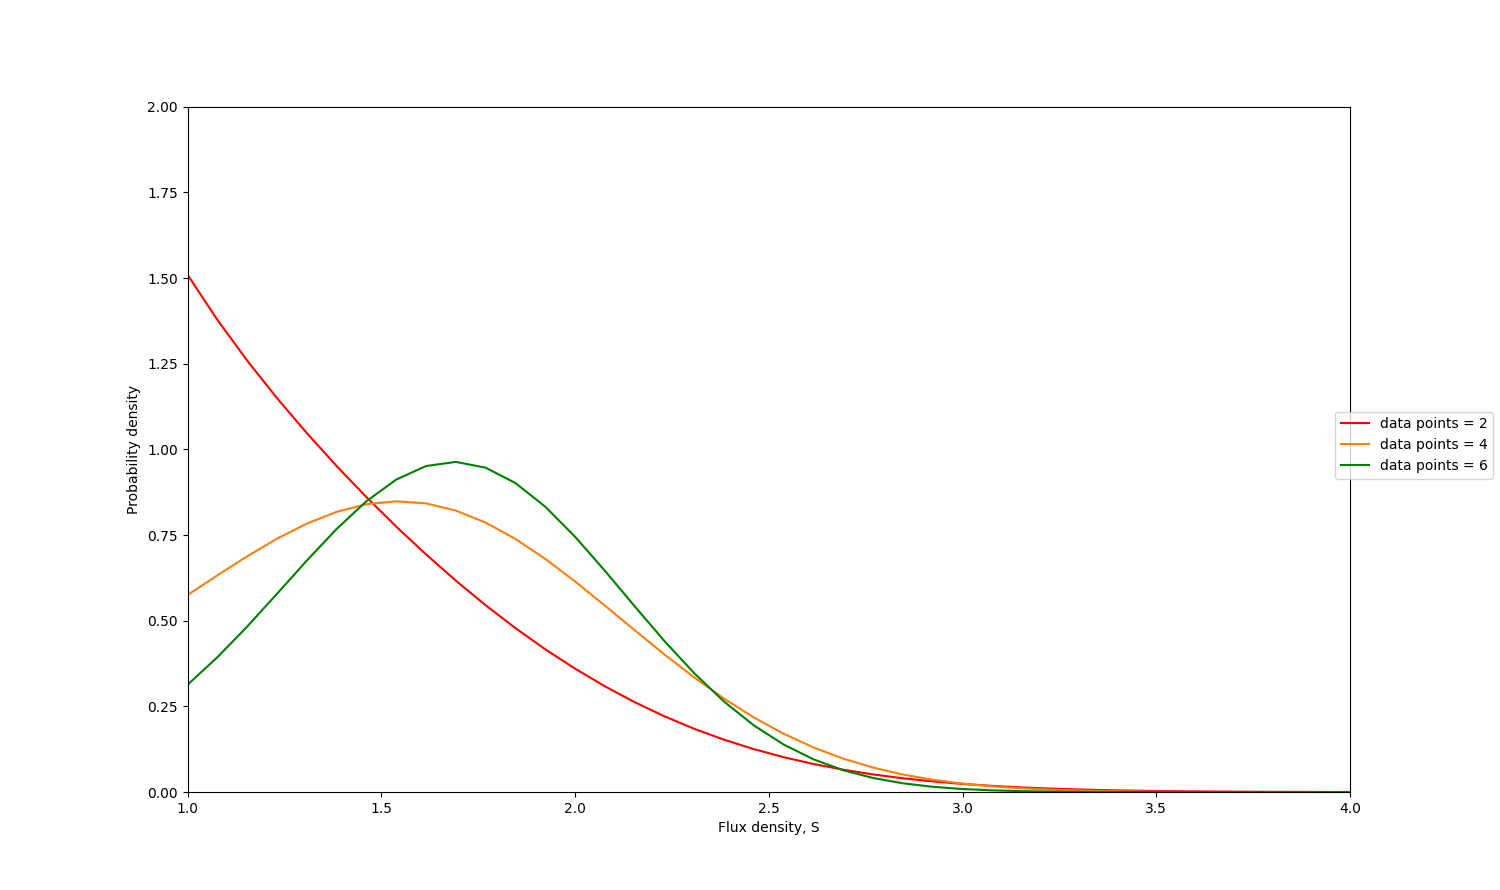 2.00
1.75
1.50
1.25
1.00
0.75
0.50
0.25
0.00
Probability density
1.0 1.5 2.0 2.5 3.0 3.5 4.0
Flux density, S
data points = 2
data points = 4
data points = 6